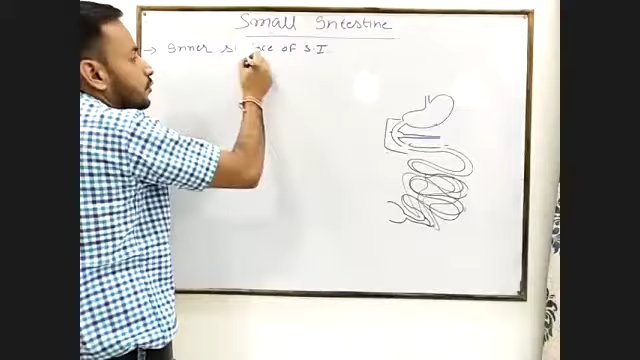 Small Intestine
→ Inner of S.I.